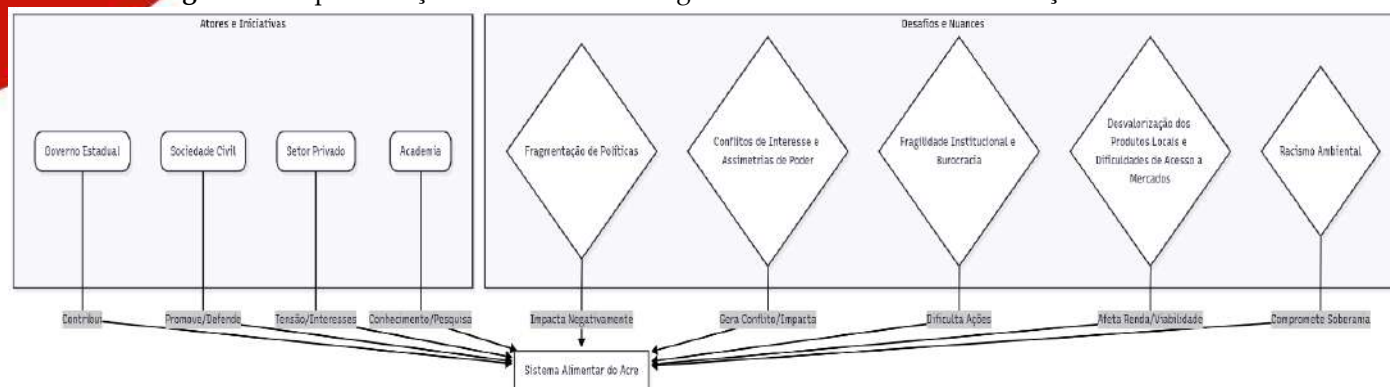 Atores e Iniciativas
Desafios e Nuances
Governo Estadual
Sociedade Civil
Setor Privado
Academia
Fragmentação de Políticas
Conflitos de Interesse e
Assimetrias de Poder
Fragilidade Institucional e
Burocracia
Desvalorização dos
Produtos Locais e
Dificuldades de Acesso a
Mercados
Racismo Ambiental
Contribui
Promove/Defende
Tensão/Interesses
Conhecimento/Pesquisa
Impacta Negativamente
Gera Conflito/Impacta
Dificulta Ações
Afeta Renda/Viabilidade
Compromete Soberania
Sistema Alimentar do Acre